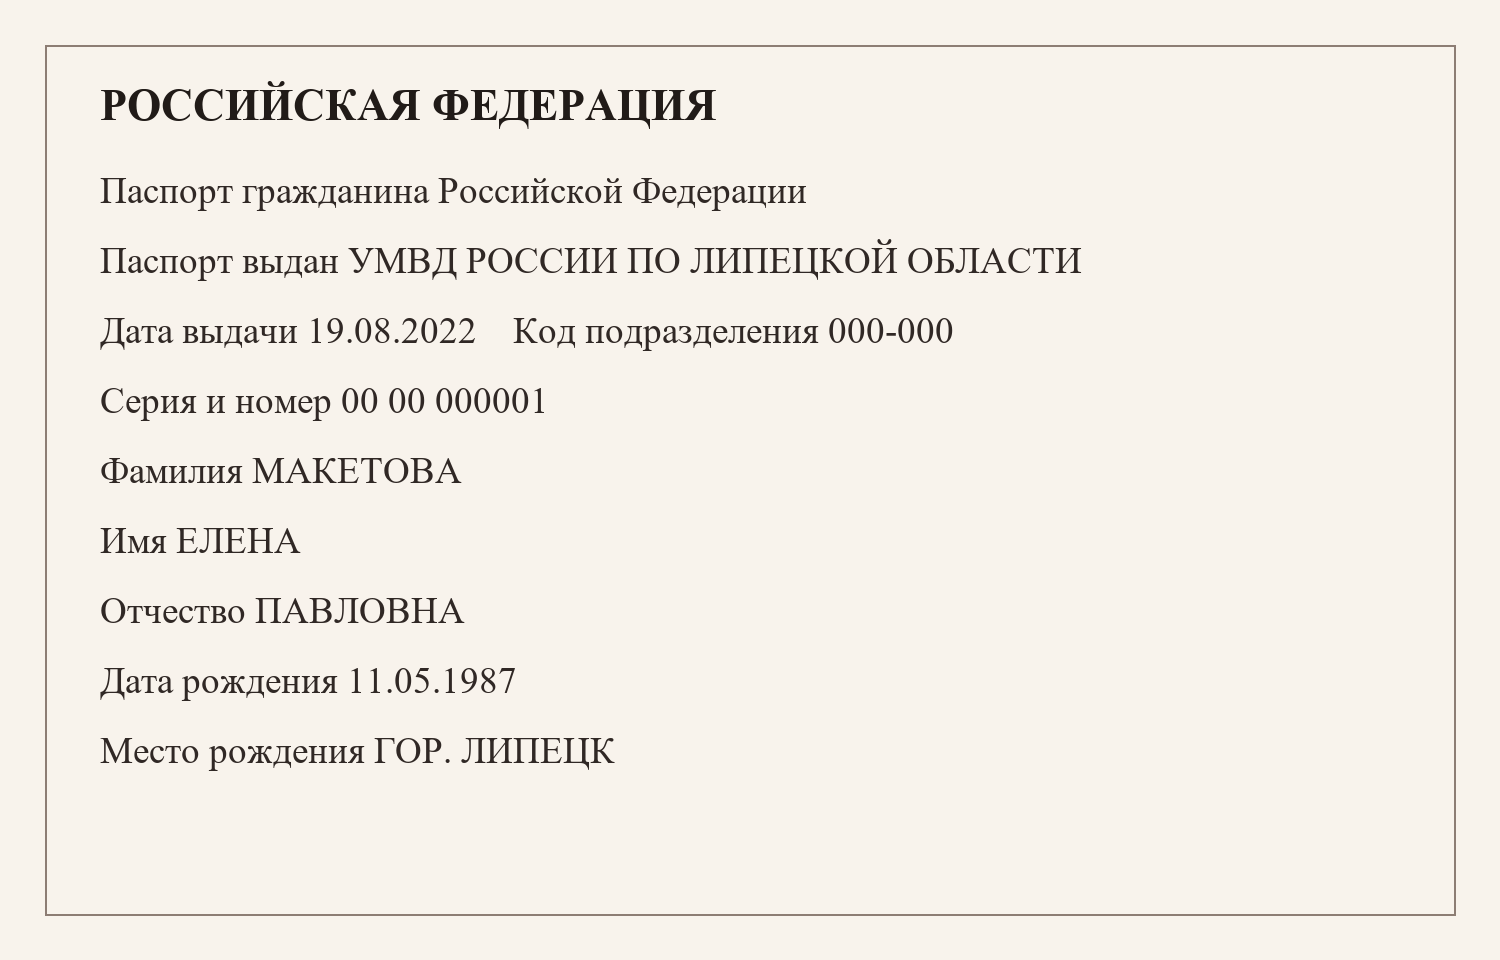 РОССИЙСКАЯ ФЕДЕРАЦИЯ
Паспорт гражданина Российской Федерации
Паспорт выдан УМВД РОССИИ ПО ЛИПЕЦКОЙ ОБЛАСТИ
Дата выдачи 19.08.2022 Код подразделения 000-000
Серия и номер 00 00 000001
Фамилия МАКЕТОВА
Имя ЕЛЕНА
Отчество ПАВЛОВНА
Дата рождения 11.05.1987
Место рождения ГОР. ЛИПЕЦК